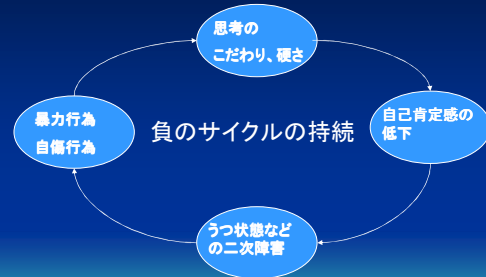 思考の
こだわり、硬さ
自己肯定感の
低下
うつ状態など
の二次障害
暴力行為
自傷行為
負のサイクルの持続